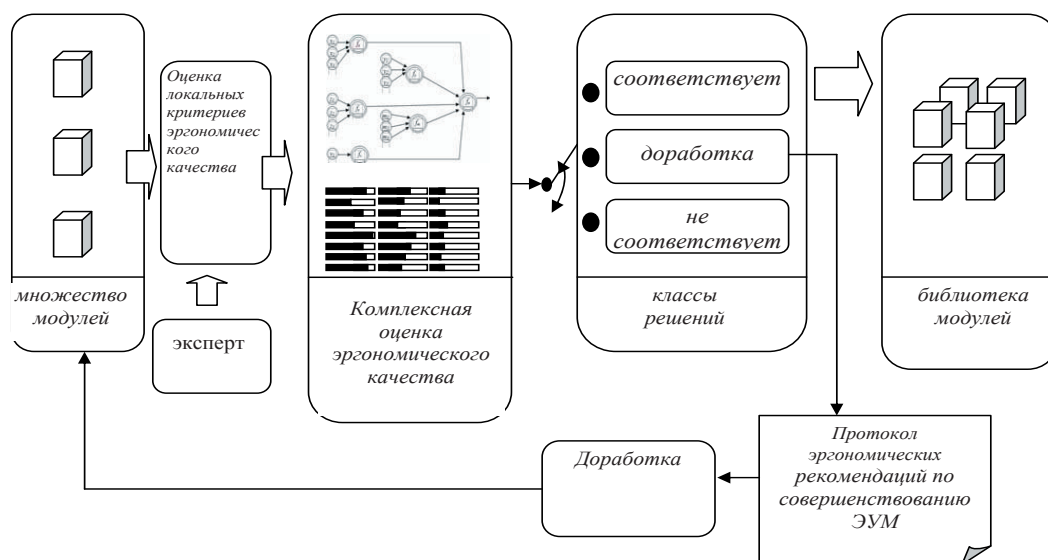 множество
модулей
Оценка
локальных
критериев
эргономичес
кого
качества
эксперт
Комплексная
оценка
эргономического
качества
соответствует
доработка
не
соответствует
классы
решений
библиотека
модулей
Протокол
эргономических
рекомендаций по
совершенствованию
ЭУМ
Доработка